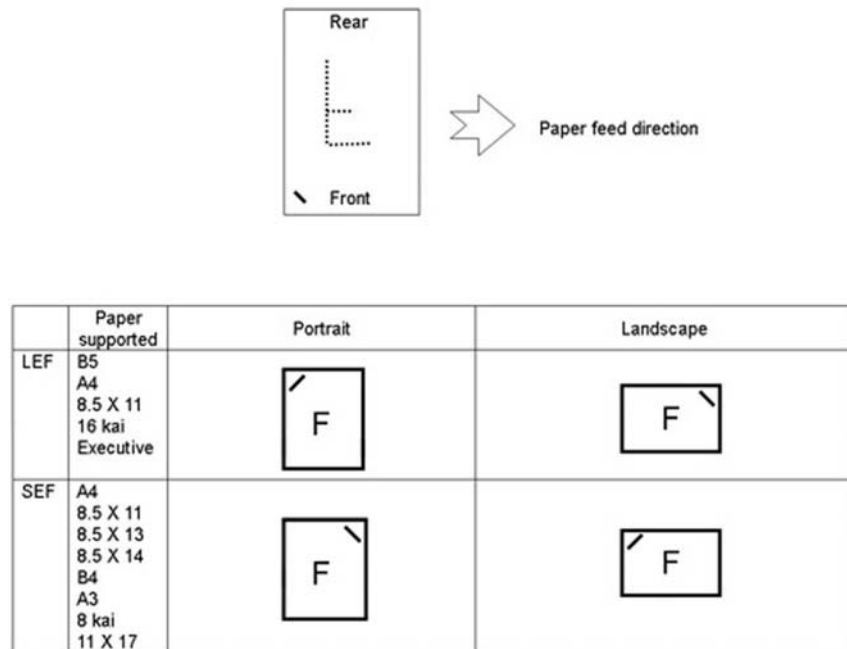 Rear
Paper feed direction
Front
Paper supported
Portrait
Landscape
LEF
B5
A4
8.5 X 11
16 kai
Executive
F
F
SEF
A4
8.5 X 11
8.5 X 13
8.5 X 14
B4
A3
8 kai
11 X 17
F
F